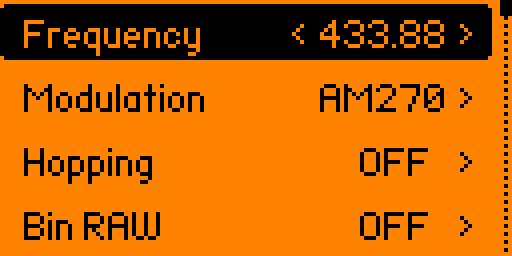 Frequency < 433.88 >
Modulation AM270 >
Hopping OFF >
Bin RAW OFF >